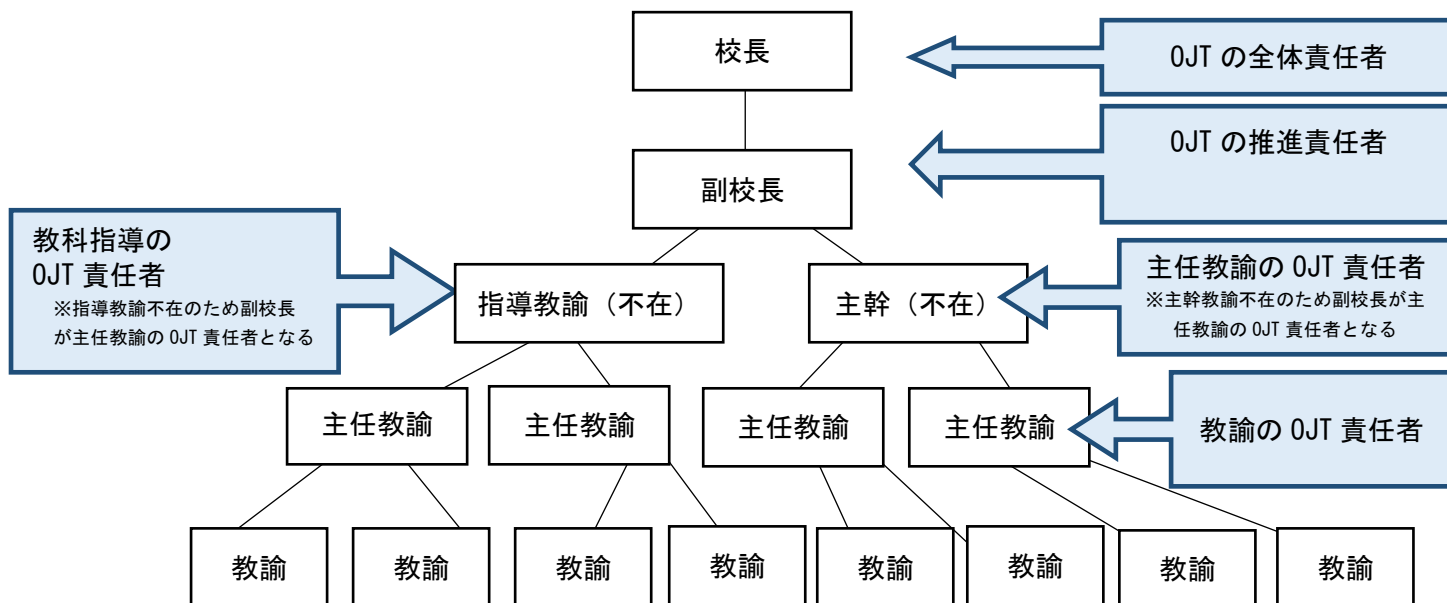 校長
OJT の全体責任者
OJT の推進責任者
副校長
教科指導の
OJT 責任者
※指導教諭不在のため副校長
が主任教諭の OJT 責任者となる
指導教諭（不在）
主幹（不在）
主任教諭の OJT 責任者
※主幹教諭不在のため副校長が主
任教諭の OJT 責任者となる
主任教諭
主任教諭
主任教諭
主任教諭
教諭の OJT 責任者
教諭
教諭
教諭
教諭
教諭
教諭
教諭
教諭